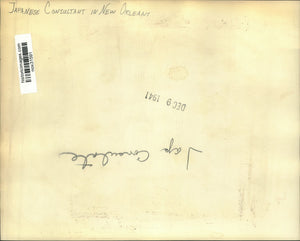 JAPANESE CONSULTANT IN NEW ORLEANS
DEC 9 1941
Jap Consulate